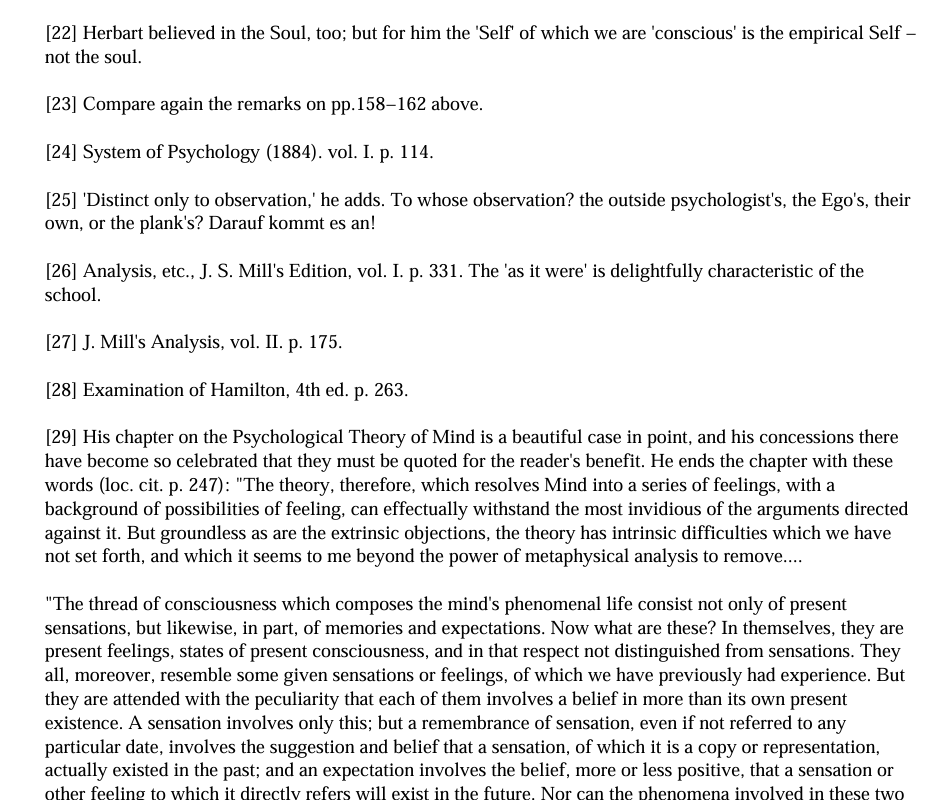 [22] Herbart believed in the Soul, too; but for him the 'Self' of which we are 'conscious' is the empirical Self –
not the soul.
[23] Compare again the remarks on pp.158–162 above.
[24] System of Psychology (1884). vol. I. p. 114.
[25] 'Distinct only to observation,' he adds. To whose observation? the outside psychologist's, the Ego's, their
own, or the plank's? Darauf kommt es an!
[26] Analysis, etc., J. S. Mill's Edition, vol. I. p. 331. The 'as it were' is delightfully characteristic of the
school.
[27] J. Mill's Analysis, vol. II. p. 175.
[28] Examination of Hamilton, 4th ed. p. 263.
[29] His chapter on the Psychological Theory of Mind is a beautiful case in point, and his concessions there
have become so celebrated that they must be quoted for the reader's benefit. He ends the chapter with these
words (loc. cit. p. 247): "The theory, therefore, which resolves Mind into a series of feelings, with a
background of possibilities of feeling, can effectually withstand the most invidious of the arguments directed
against it. But groundless as are the extrinsic objections, the theory has intrinsic difficulties which we have
not set forth, and which it seems to me beyond the power of metaphysical analysis to remove....
"The thread of consciousness which composes the mind's phenomenal life consist not only of present
sensations, but likewise, in part, of memories and expectations. Now what are these? In themselves, they are
present feelings, states of present consciousness, and in that respect not distinguished from sensations. They
all, moreover, resemble some given sensations or feelings, of which we have previously had experience. But
they are attended with the peculiarity that each of them involves a belief in more than its own present
existence. A sensation involves only this; but a remembrance of sensation, even if not referred to any
particular date, involves the suggestion and belief that a sensation, of which it is a copy or representation,
actually existed in the past; and an expectation involves the belief, more or less positive, that a sensation or
other feeling to which it directly refers will exist in the future. Nor can the phenomena involved in these two